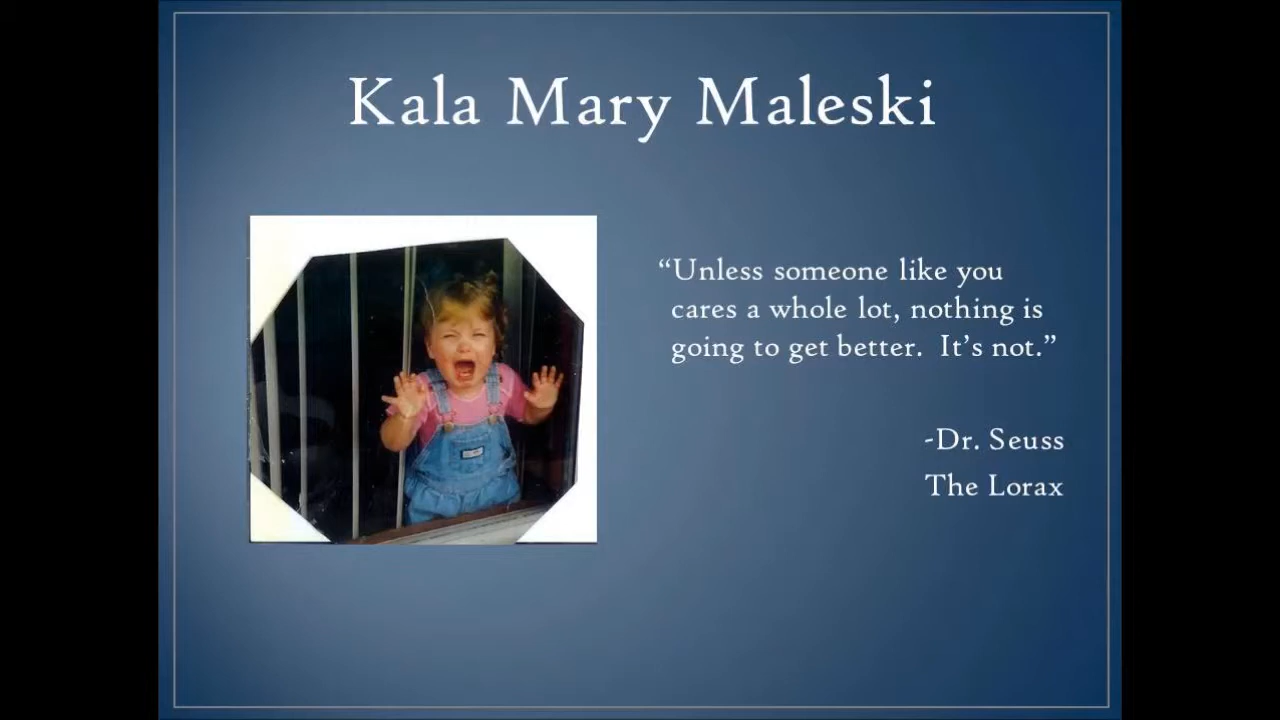 Kala Mary Maleski
“Unless someone like you
cares a whole lot, nothing is
going to get better.  It’s not.”
-Dr. Seuss
The Lorax